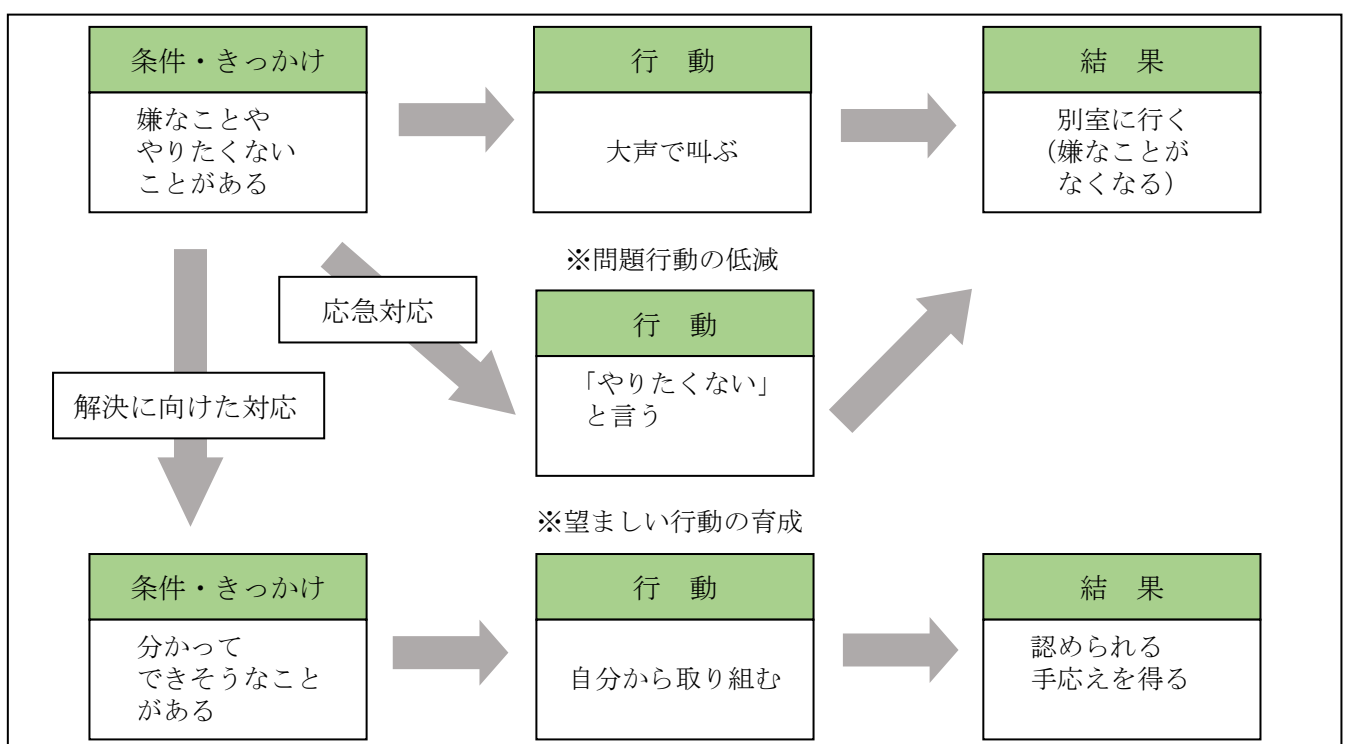 条件・きっかけ
行　動
結　果
嫌なことや
やりたくない
ことがある
大声で叫ぶ
別室に行く
（嫌なことが
なくなる）
※問題行動の低減
応急対応
行　動
「やりたくない」
と言う
解決に向けた対応
※望ましい行動の育成
条件・きっかけ
行　動
結　果
分かって
できそうなこと
がある
自分から取り組む
認められる
手応えを得る